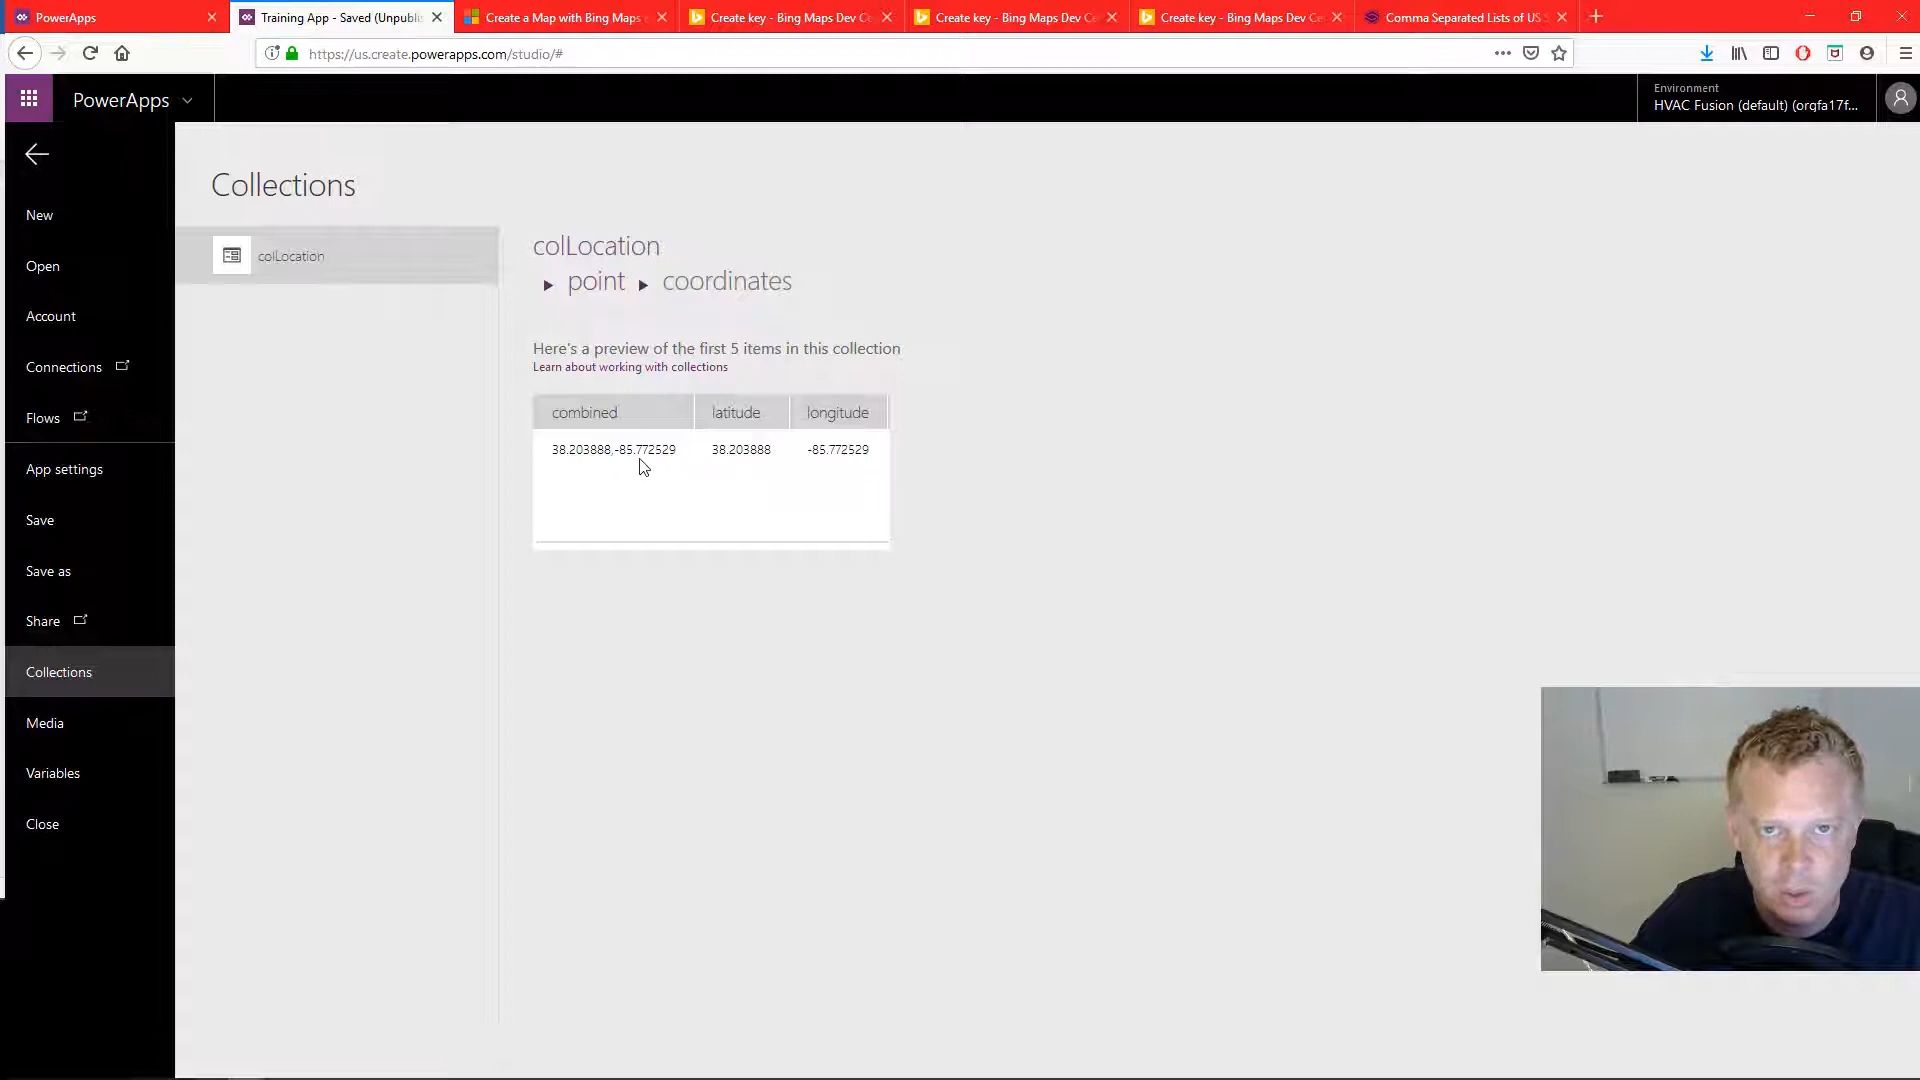 PowerApps
Training App - Saved (Unpubli
Create a Map with Bing Maps
Create key - Bing Maps Dev Ce
Create key - Bing Maps Dev Ce
Create key - Bing Maps Dev Ce
Comma Separated Lists of US S
https://us.create.powerapps.com/studio/#
PowerApps
Environment
HVAC Fusion (default) (orgfa17f...
New
Open
Account
Connections
Flows
App settings
Save
Save as
Share
Collections
Media
Variables
Close
Collections
colLocation
colLocation
point
coordinates
Here's a preview of the first 5 items in this collection
Learn about working with collections
combined latitude longitude
38.203888,-85.772529 38.203888 -85.772529